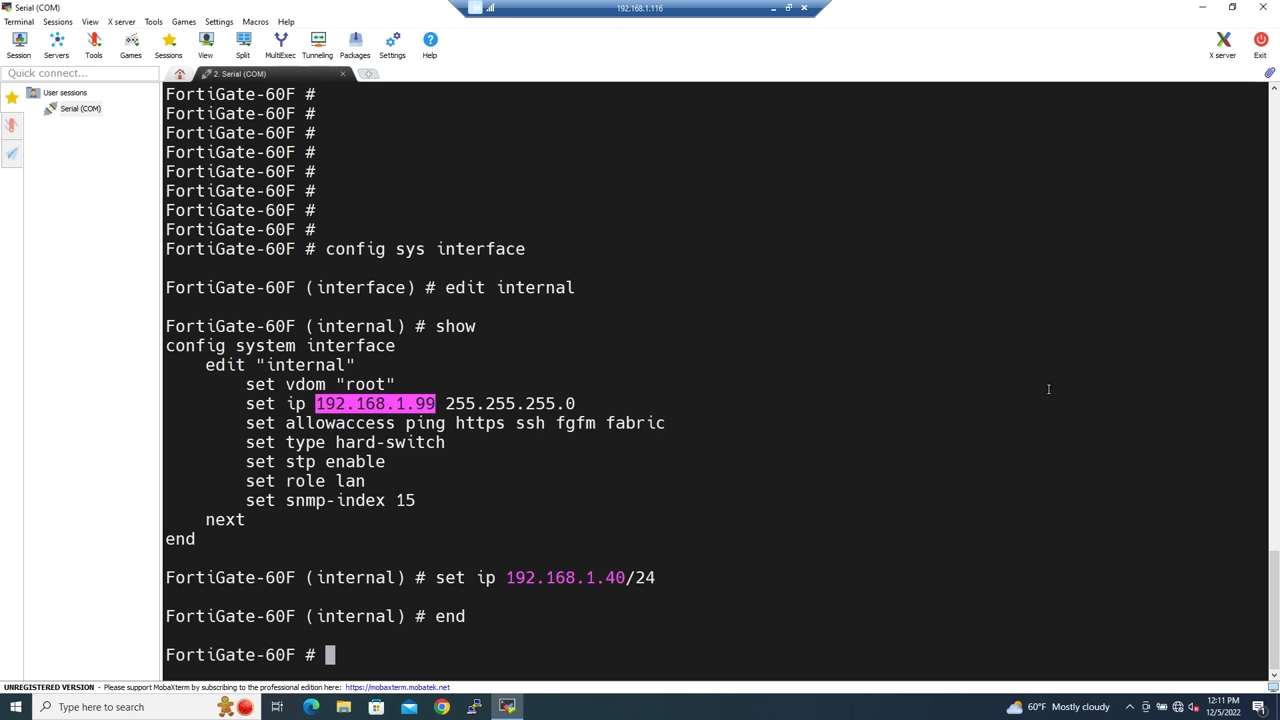 Serial (COM)
192.168.1.116
Terminal Sessions View X server Tools Games Settings Macros Help
Session Servers Tools Games Sessions View Split MultiExec Tunneling Packages Settings Help X server Exit
Quick connect...
2. Serial (COM)
User sessions
Serial (COM)
FortiGate-60F #
FortiGate-60F #
FortiGate-60F #
FortiGate-60F #
FortiGate-60F #
FortiGate-60F #
FortiGate-60F #
FortiGate-60F #
FortiGate-60F # config sys interface
FortiGate-60F (interface) # edit internal
FortiGate-60F (internal) # show
config system interface
edit "internal"
set vdom "root"
set ip 192.168.1.99 255.255.255.0
set allowaccess ping https ssh fgfm fabric
set type hard-switch
set stp enable
set role lan
set snmp-index 15
next
end
FortiGate-60F (internal) # set ip 192.168.1.40/24
FortiGate-60F (internal) # end
FortiGate-60F #
UNREGISTERED VERSION - Please support MobaXterm by subscribing to the professional edition here: https://mobaxterm.mobatek.net
Type here to search
60°F Mostly cloudy
12:11 PM
12/5/2022